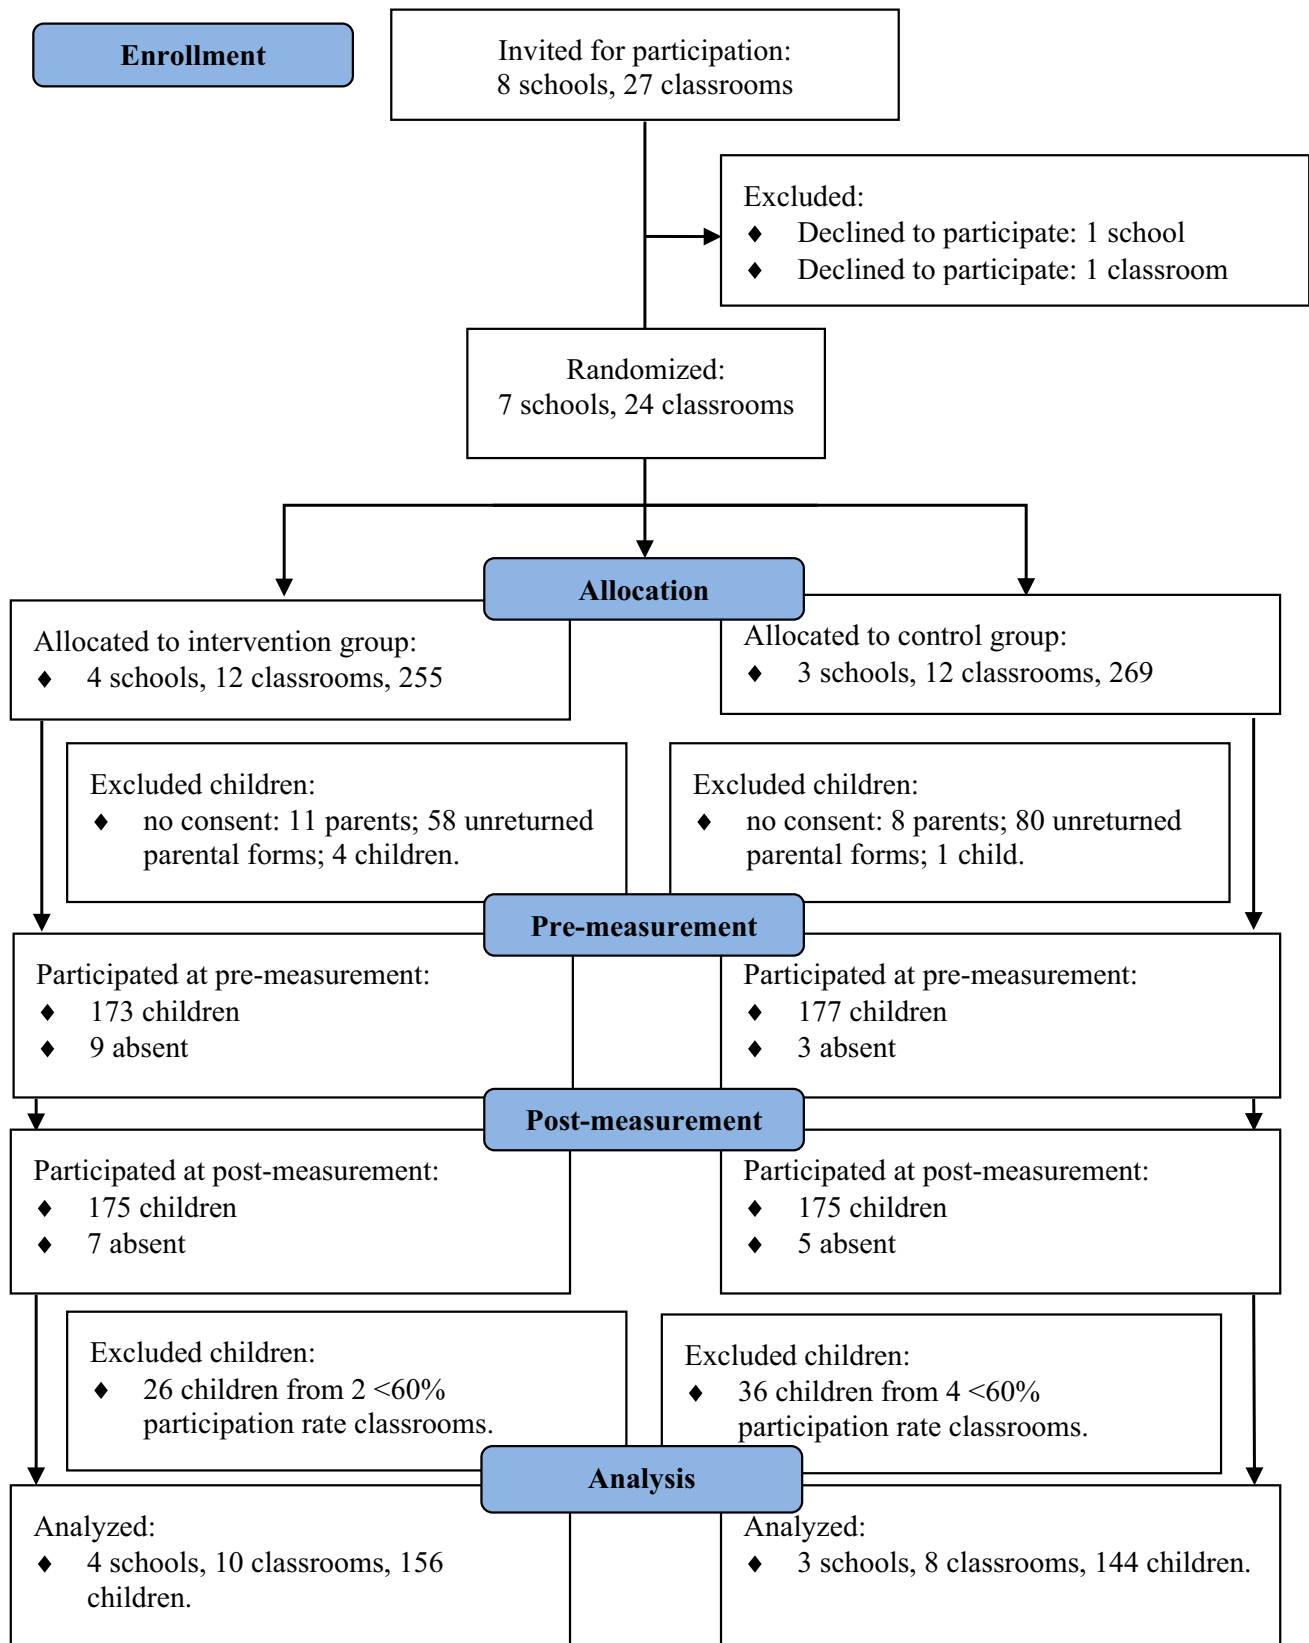 Enrollment
Invited for participation:
8 schools, 27 classrooms
Excluded:
♦ Declined to participate: 1 school
♦ Declined to participate: 1 classroom
Randomized:
7 schools, 24 classrooms
Allocation
Allocated to intervention group:
♦ 4 schools, 12 classrooms, 255
Allocated to control group:
♦ 3 schools, 12 classrooms, 269
Excluded children:
♦ no consent: 11 parents; 58 unreturned
parental forms; 4 children.
Excluded children:
♦ no consent: 8 parents; 80 unreturned
parental forms; 1 child.
Pre-measurement
Participated at pre-measurement:
♦ 173 children
♦ 9 absent
Participated at pre-measurement:
♦ 177 children
♦ 3 absent
Post-measurement
Participated at post-measurement:
♦ 175 children
♦ 7 absent
Participated at post-measurement:
♦ 175 children
♦ 5 absent
Excluded children:
♦ 26 children from 2 <60%
participation rate classrooms.
Excluded children:
♦ 36 children from 4 <60%
participation rate classrooms.
Analysis
Analyzed:
♦ 4 schools, 10 classrooms, 156
children.
Analyzed:
♦ 3 schools, 8 classrooms, 144 children.